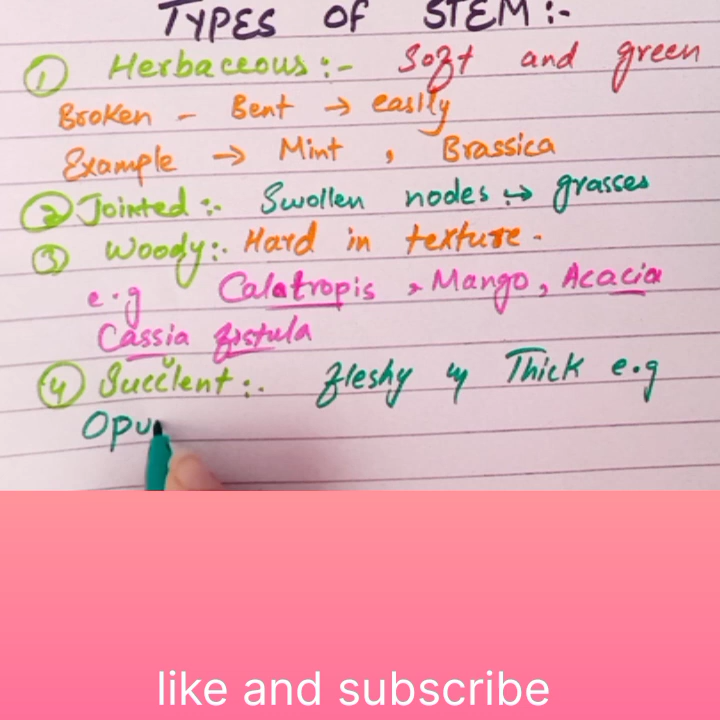 TYPES OF STEM:-
① Herbaceous:- Soft and green
Broken - Bent → easily
Example → Mint , Brassica
② Jointed:- Swollen nodes → grasses
③ Woody:- Hard in texture.
e.g Calatropis, Mango, Acacia
Cassia fistula
④ Succlent:- fleshy Thick e.g
Opu
like and subscribe